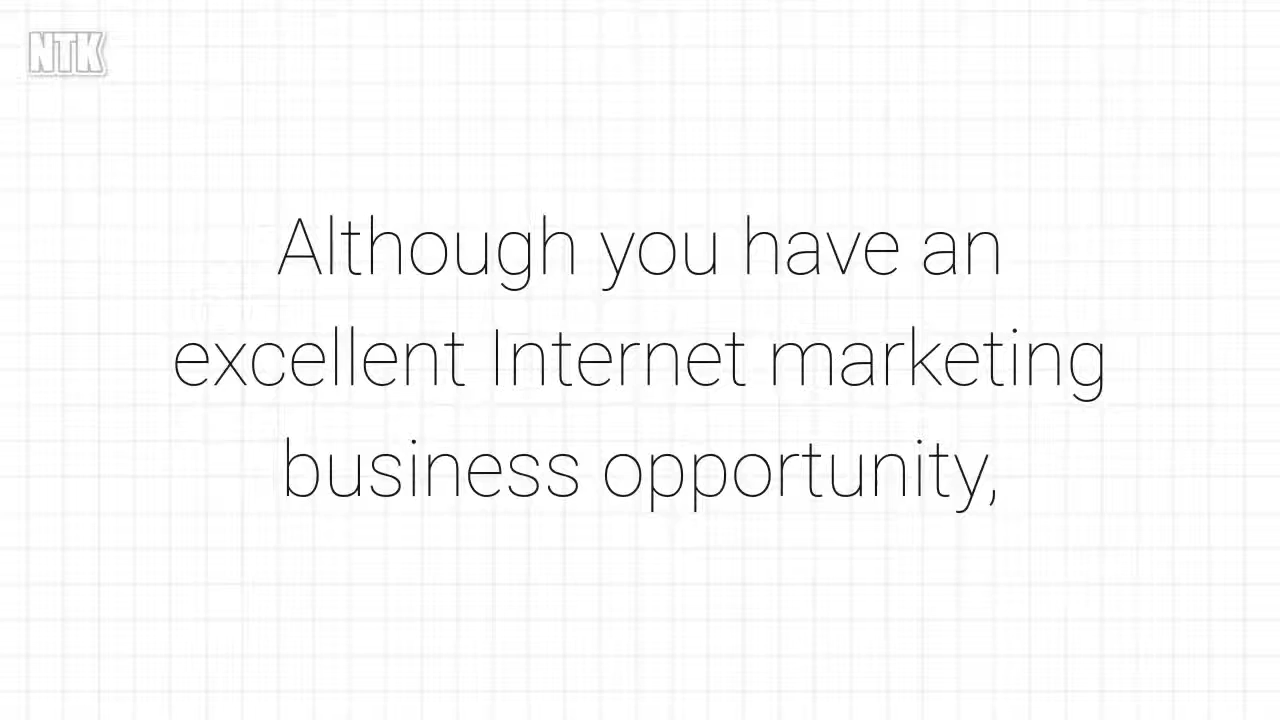 NTK
Although you have an
excellent Internet marketing
business opportunity,